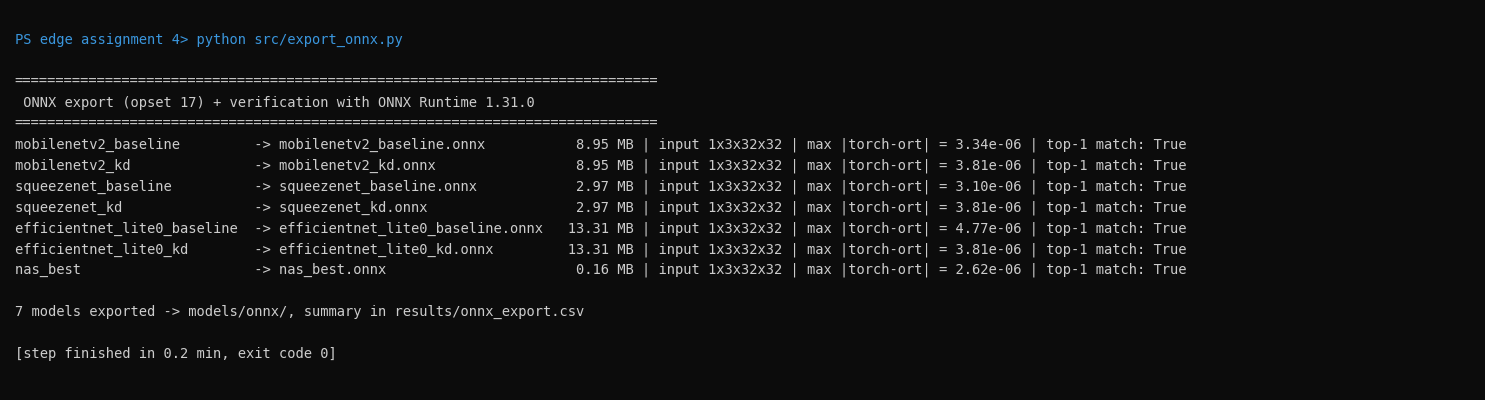 PS edge assignment 4> python src/export_onnx.py
==============================================================================
 ONNX export (opset 17) + verification with ONNX Runtime 1.31.0
==============================================================================
mobilenetv2_baseline         -> mobilenetv2_baseline.onnx           8.95 MB | input 1x3x32x32 | max |torch-ort| = 3.34e-06 | top-1 match: True
mobilenetv2_kd               -> mobilenetv2_kd.onnx                 8.95 MB | input 1x3x32x32 | max |torch-ort| = 3.81e-06 | top-1 match: True
squeezenet_baseline          -> squeezenet_baseline.onnx            2.97 MB | input 1x3x32x32 | max |torch-ort| = 3.10e-06 | top-1 match: True
squeezenet_kd                -> squeezenet_kd.onnx                  2.97 MB | input 1x3x32x32 | max |torch-ort| = 3.81e-06 | top-1 match: True
efficientnet_lite0_baseline  -> efficientnet_lite0_baseline.onnx   13.31 MB | input 1x3x32x32 | max |torch-ort| = 4.77e-06 | top-1 match: True
efficientnet_lite0_kd        -> efficientnet_lite0_kd.onnx         13.31 MB | input 1x3x32x32 | max |torch-ort| = 3.81e-06 | top-1 match: True
nas_best                     -> nas_best.onnx                       0.16 MB | input 1x3x32x32 | max |torch-ort| = 2.62e-06 | top-1 match: True
7 models exported -> models/onnx/, summary in results/onnx_export.csv
[step finished in 0.2 min, exit code 0]